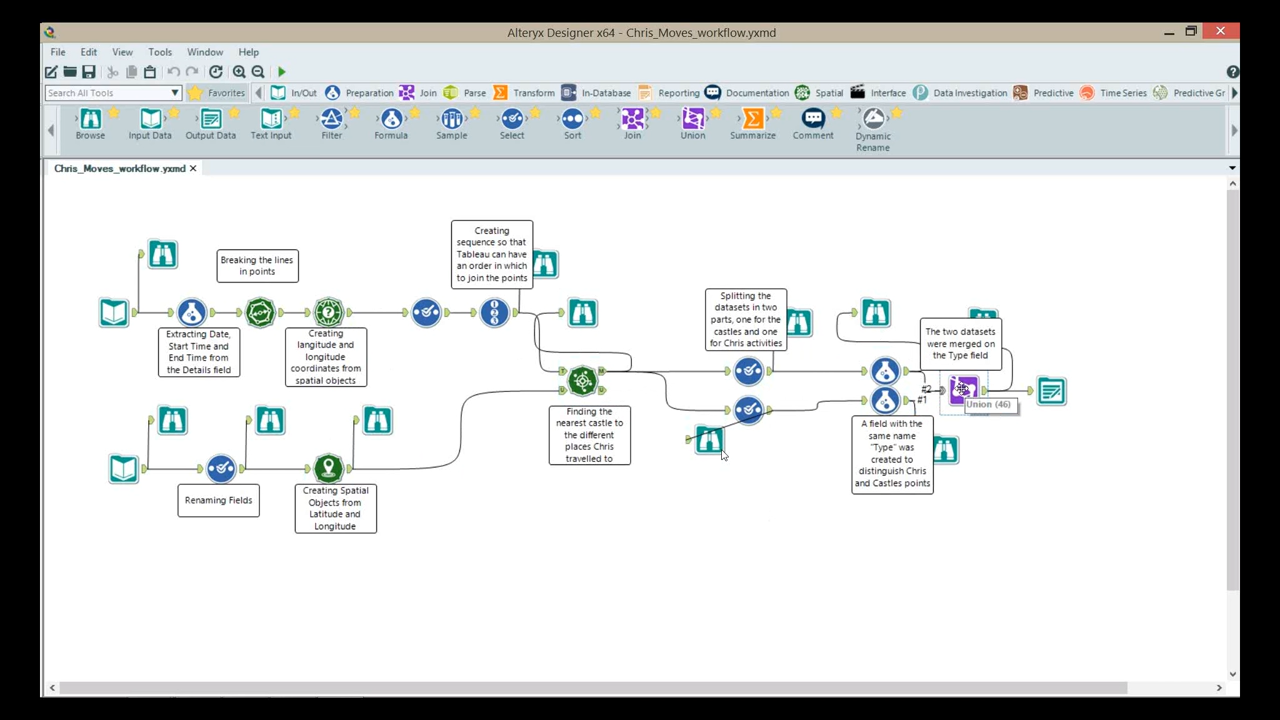 Alteryx Designer x64 - Chris_Moves_workflow.yxmd
File Edit View Tools Window Help
Search All Tools Favorites In/Out Preparation Join Parse Transform In-Database Reporting Documentation Spatial Interface Data Investigation Predictive Time Series Predictive Gr
Browse Input Data Output Data Text Input Filter Formula Sample Select Sort Join Union Summarize Comment Dynamic
Rename
Chris_Moves_workflow.yxmd
Creating
sequence so that
Tableau can have
an order in which
to join the points
Breaking the lines
in points
Extracting Date,
Start Time and
End Time from
the Details field
Creating
langitude and
longitude
coordinates from
spatial objects
Splitting the
datasets in two
parts, one for the
castles and one
for Chris activities
The two datasets
were merged on
the Type field
#2
#1
Union (46)
T
U
M
U
Finding the
nearest castle to
the different
places Chris
travelled to
A field with the
same name
"Type" was
created to
distinguish Chris
and Castles points
Renaming Fields
Creating Spatial
Objects from
Latitude and
Longitude